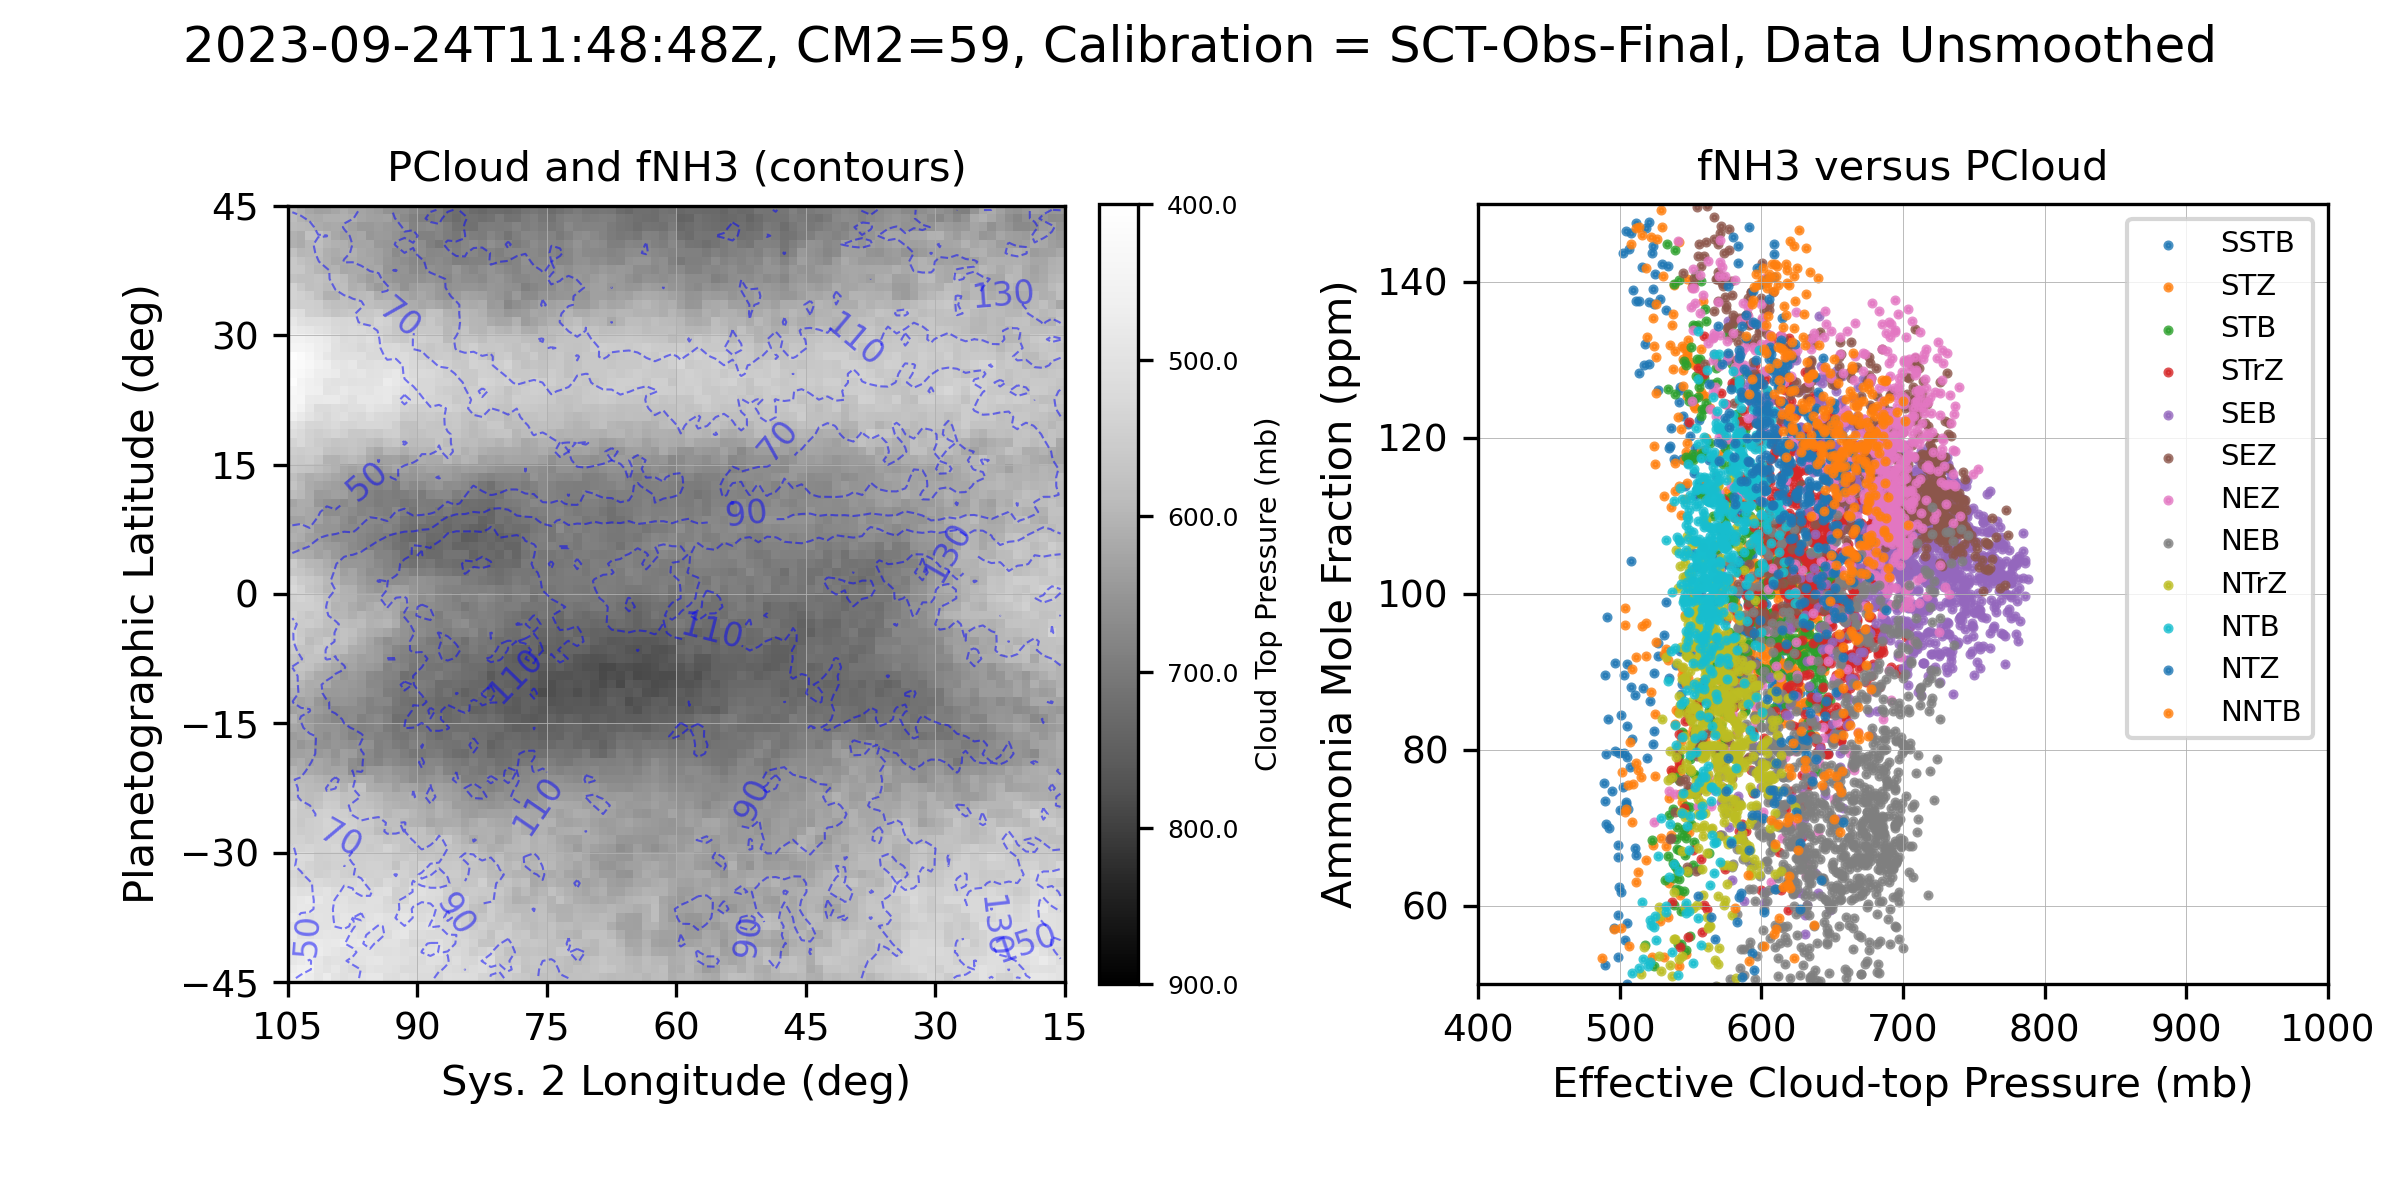 2023-09-24T11:48:48Z, CM2=59, Calibration = SCT-Obs-Final, Data Unsmoothed
PCloud and fNH3 (contours)
45
30
15
0
−15
−30
−45
Planetographic Latitude (deg)
105
90
75
60
45
30
15
Sys. 2 Longitude (deg)
70
130
110
70
50
90
130
110
110
110
90
70
90
90
50
130
150
400.0
500.0
600.0
700.0
800.0
900.0
Cloud Top Pressure (mb)
fNH3 versus PCloud
140
120
100
80
60
Ammonia Mole Fraction (ppm)
400
500
600
700
800
900
1000
Effective Cloud-top Pressure (mb)
SSTB
STZ
STB
STrZ
SEB
SEZ
NEZ
NEB
NTrZ
NTB
NTZ
NNTB